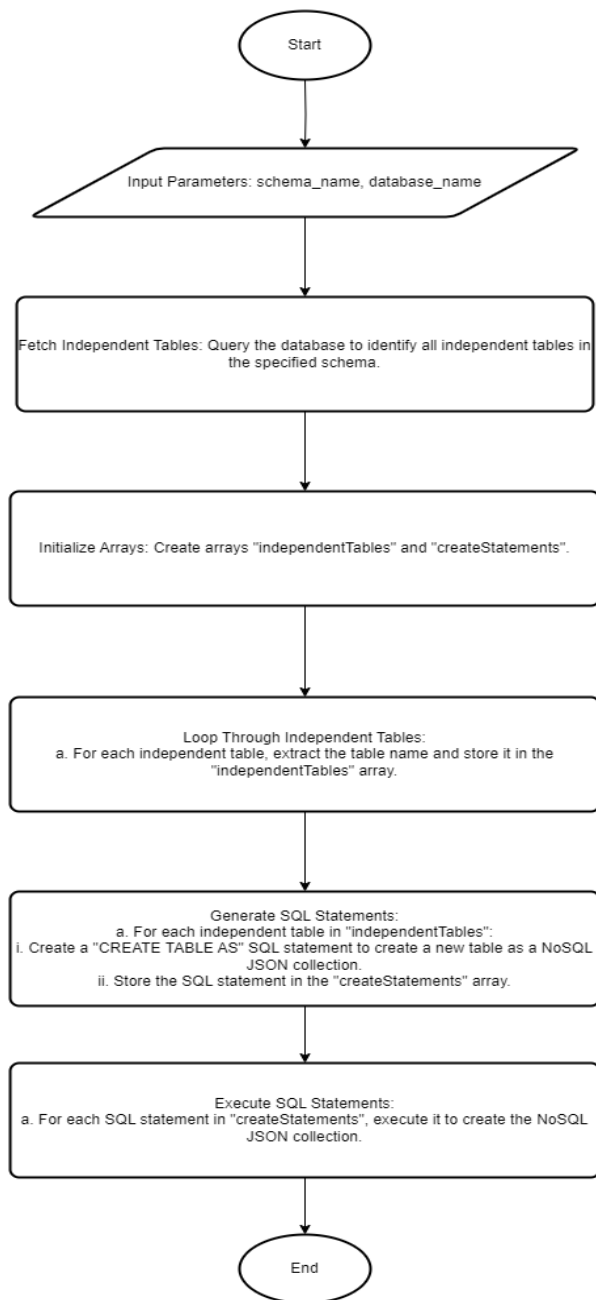 Start
Input Parameters: schema_name, database_name
Fetch Independent Tables: Query the database to identify all independent tables in
the specified schema.
Initialize Arrays: Create arrays "independentTables" and "createStatements".
Loop Through Independent Tables:
a. For each independent table, extract the table name and store it in the
"independentTables" array.
Generate SQL Statements:
a. For each independent table in "independentTables":
i. Create a "CREATE TABLE AS" SQL statement to create a new table as a NoSQL
JSON collection.
ii. Store the SQL statement in the "createStatements" array.
Execute SQL Statements:
a. For each SQL statement in "createStatements", execute it to create the NoSQL
JSON collection.
End